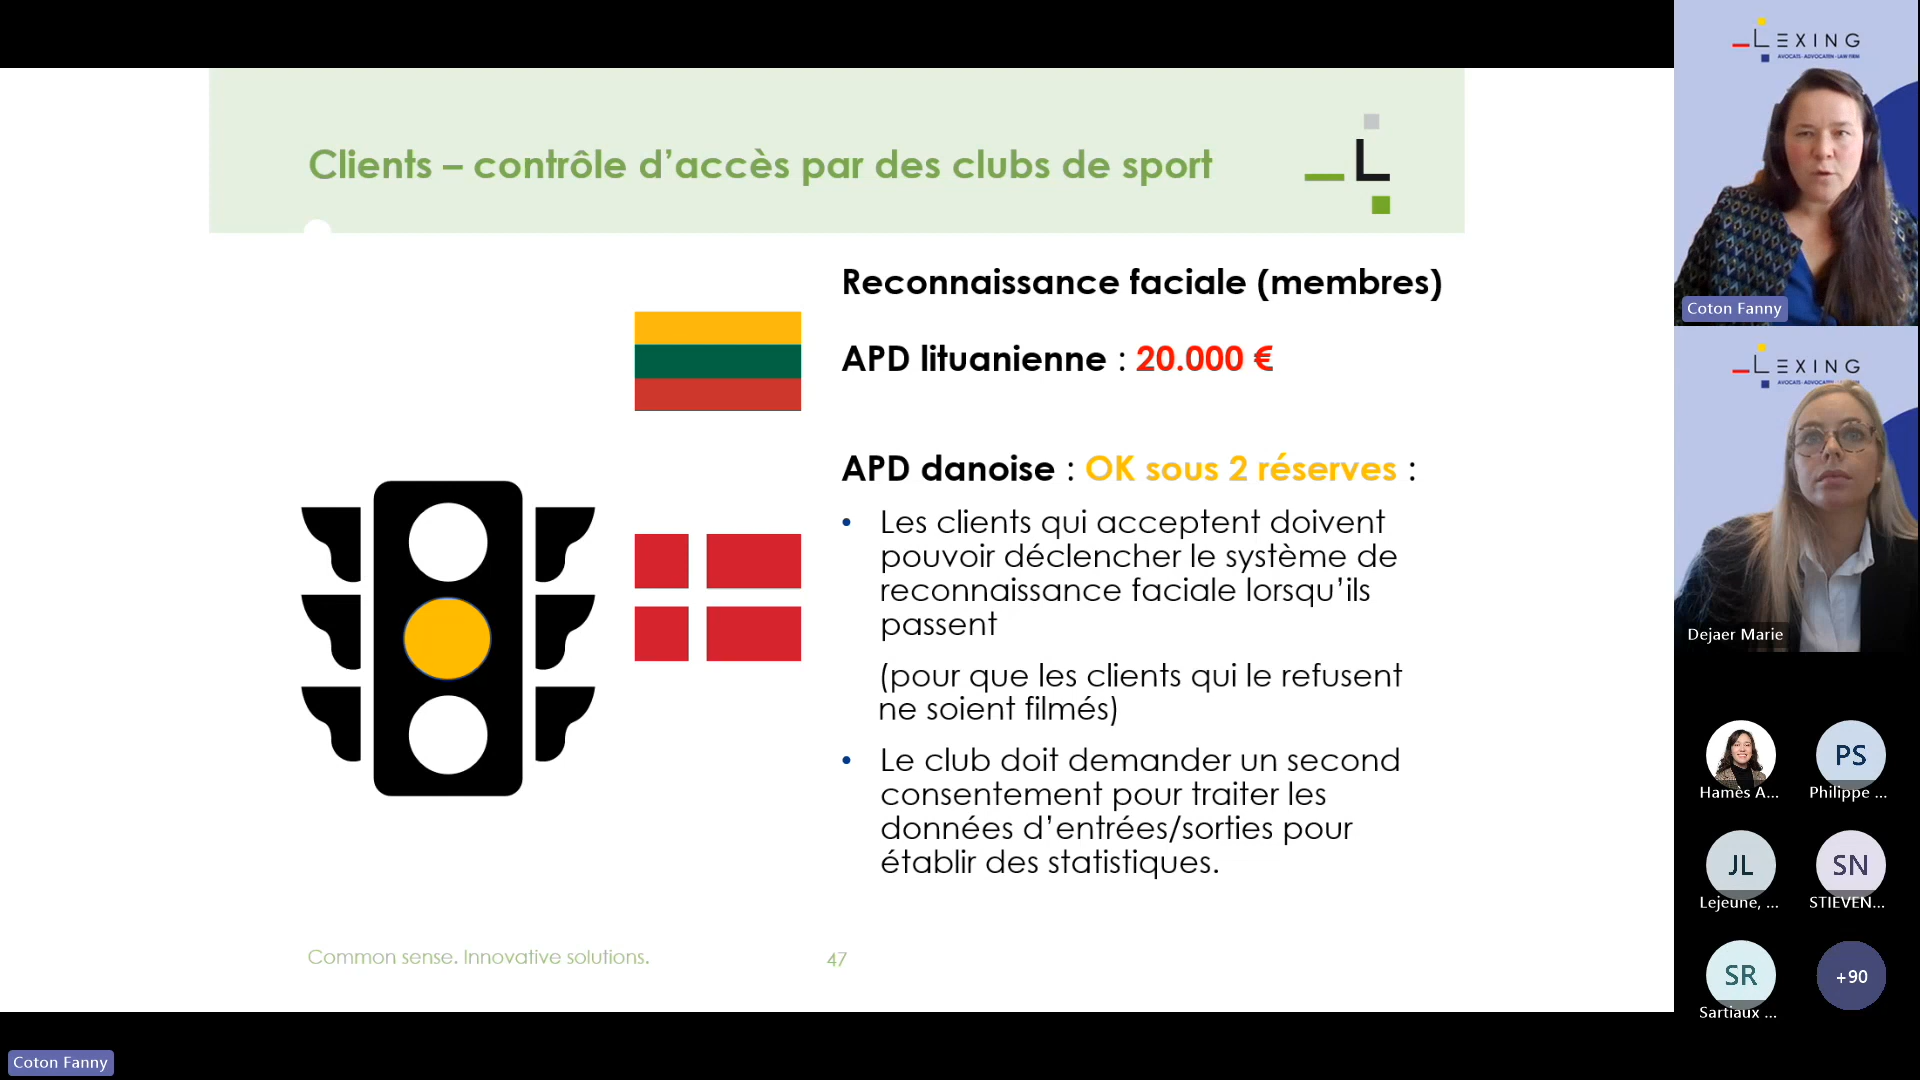 Clients – contrôle d'accès par des clubs de sport
L
Reconnaissance faciale (membres)
APD lituanienne : 20.000 €
APD danoise : OK sous 2 réserves :
• Les clients qui acceptent doivent
pouvoir déclencher le système de
reconnaissance faciale lorsqu'ils
passent
(pour que les clients qui le refusent
ne soient filmés)
• Le club doit demander un second
consentement pour traiter les
données d'entrées/sorties pour
établir des statistiques.
Common sense. Innovative solutions.
47
LEXING
AVOCATS - ADVOCATEN - LAW FIRM
Coton Fanny
LEXING
AVOCATS - ADVOCATEN - LAW FIRM
Dejaer Marie
Hamès A...
PS
Philippe ...
JL
Lejeune, ...
SN
STIEVEN...
SR
Sartiaux ...
+90
Coton Fanny